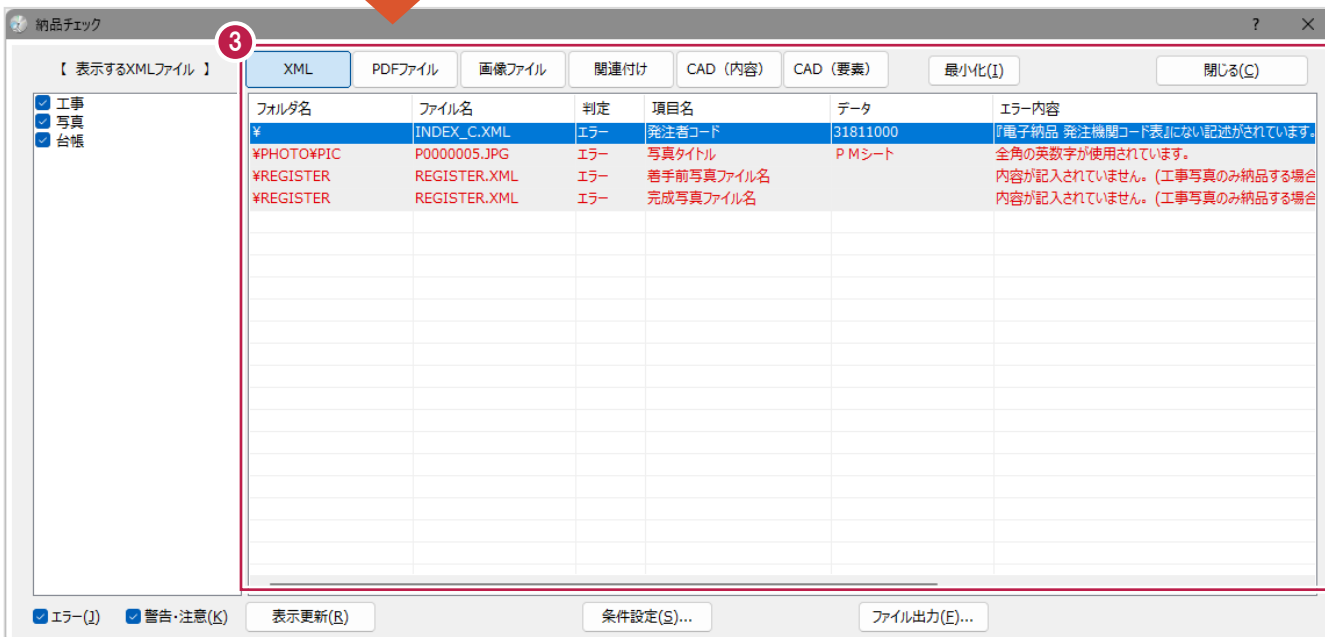 納品チェック ? ×
3
【 表示するXMLファイル 】 XML PDFファイル 画像ファイル 関連付け CAD（内容） CAD（要素） 最小化(I) 閉じる(C)
工事
写真
台帳
フォルダ名 ファイル名 判定 項目名 データ エラー内容
¥ INDEX_C.XML エラー 発注者コード 31811000 『電子納品 発注機関コード表』にない記述がされています。
¥PHOTO¥PIC P0000005.JPG エラー 写真タイトル ＰＭシート 全角の英数字が使用されています。
¥REGISTER REGISTER.XML エラー 着手前写真ファイル名 内容が記入されていません。(工事写真のみ納品する場合
¥REGISTER REGISTER.XML エラー 完成写真ファイル名 内容が記入されていません。(工事写真のみ納品する場合
エラー(J) 警告・注意(K) 表示更新(R) 条件設定(S)... ファイル出力(F)...